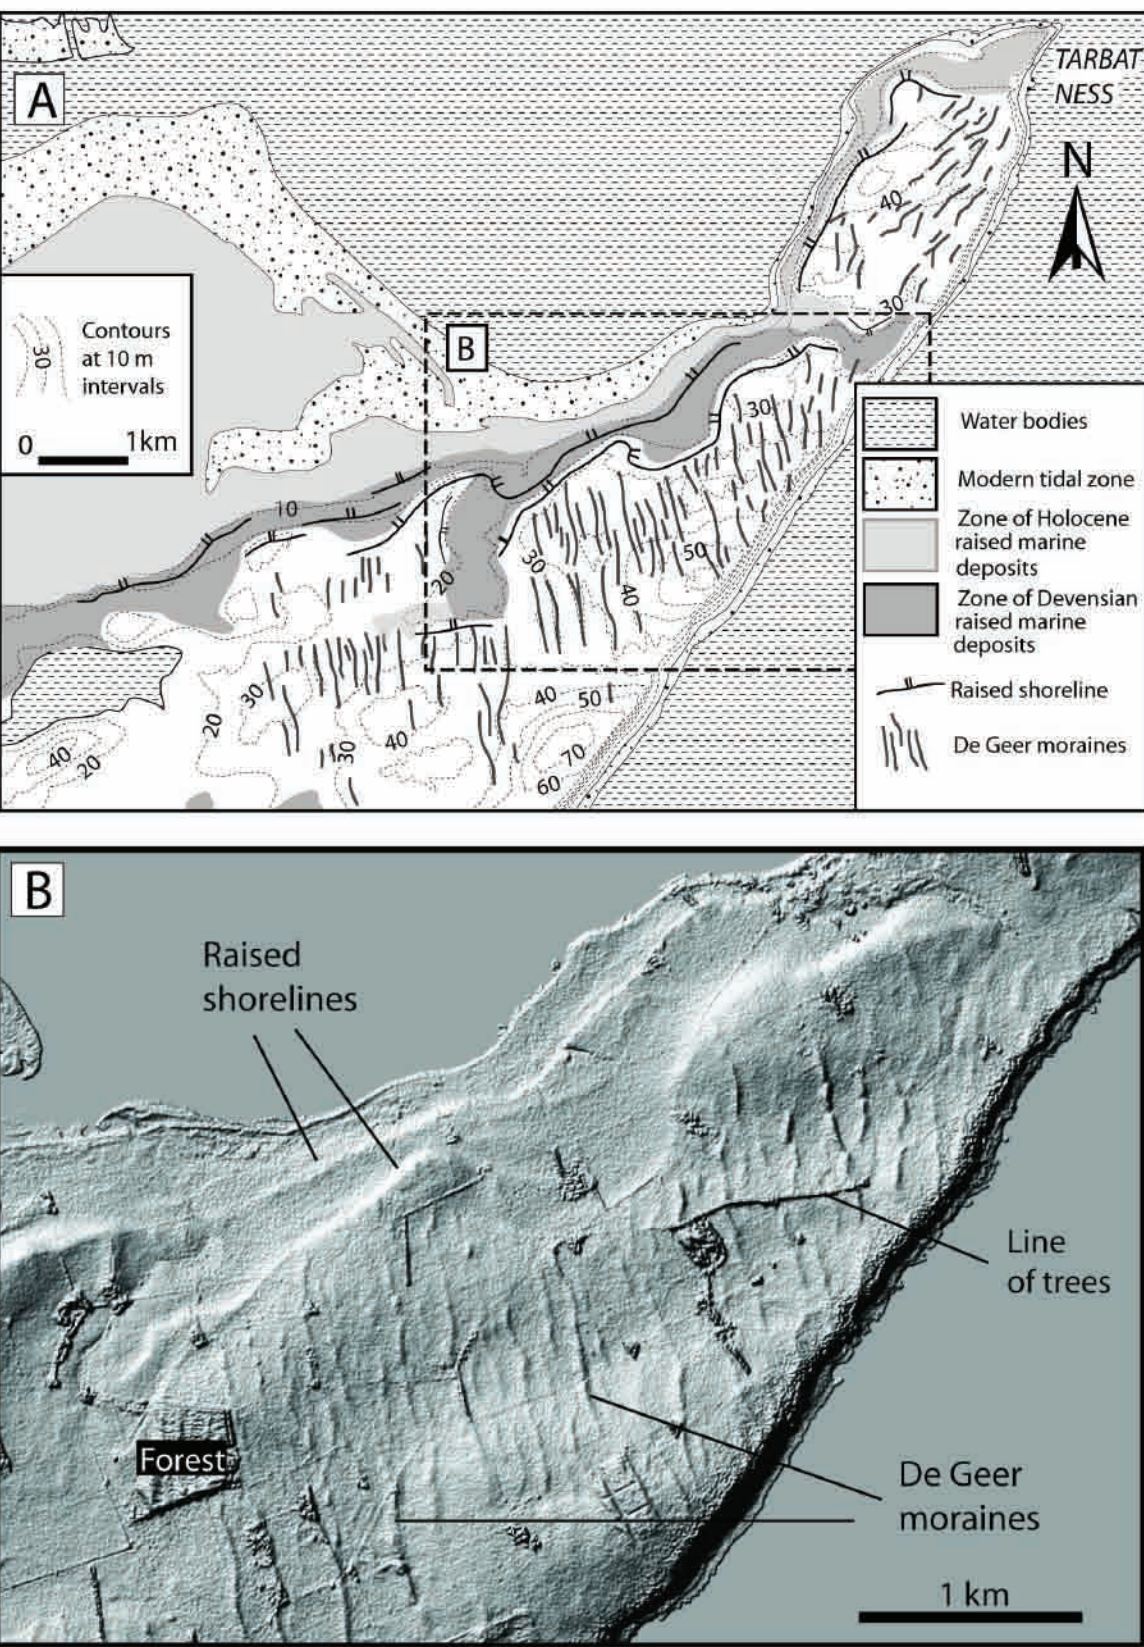 A
TARBAT
NESS
N
40
30
B
30
30
Contours
at 10 m
intervals
0 1km
10
30
50
20
40
30
20
30
40
40
50
70
60
40
20
Water bodies
Modern tidal zone
Zone of Holocene
raised marine
deposits
Zone of Devensian
raised marine
deposits
Raised shoreline
De Geer moraines
B
Raised
shorelines
Line
of trees
Forest
De Geer
moraines
1 km